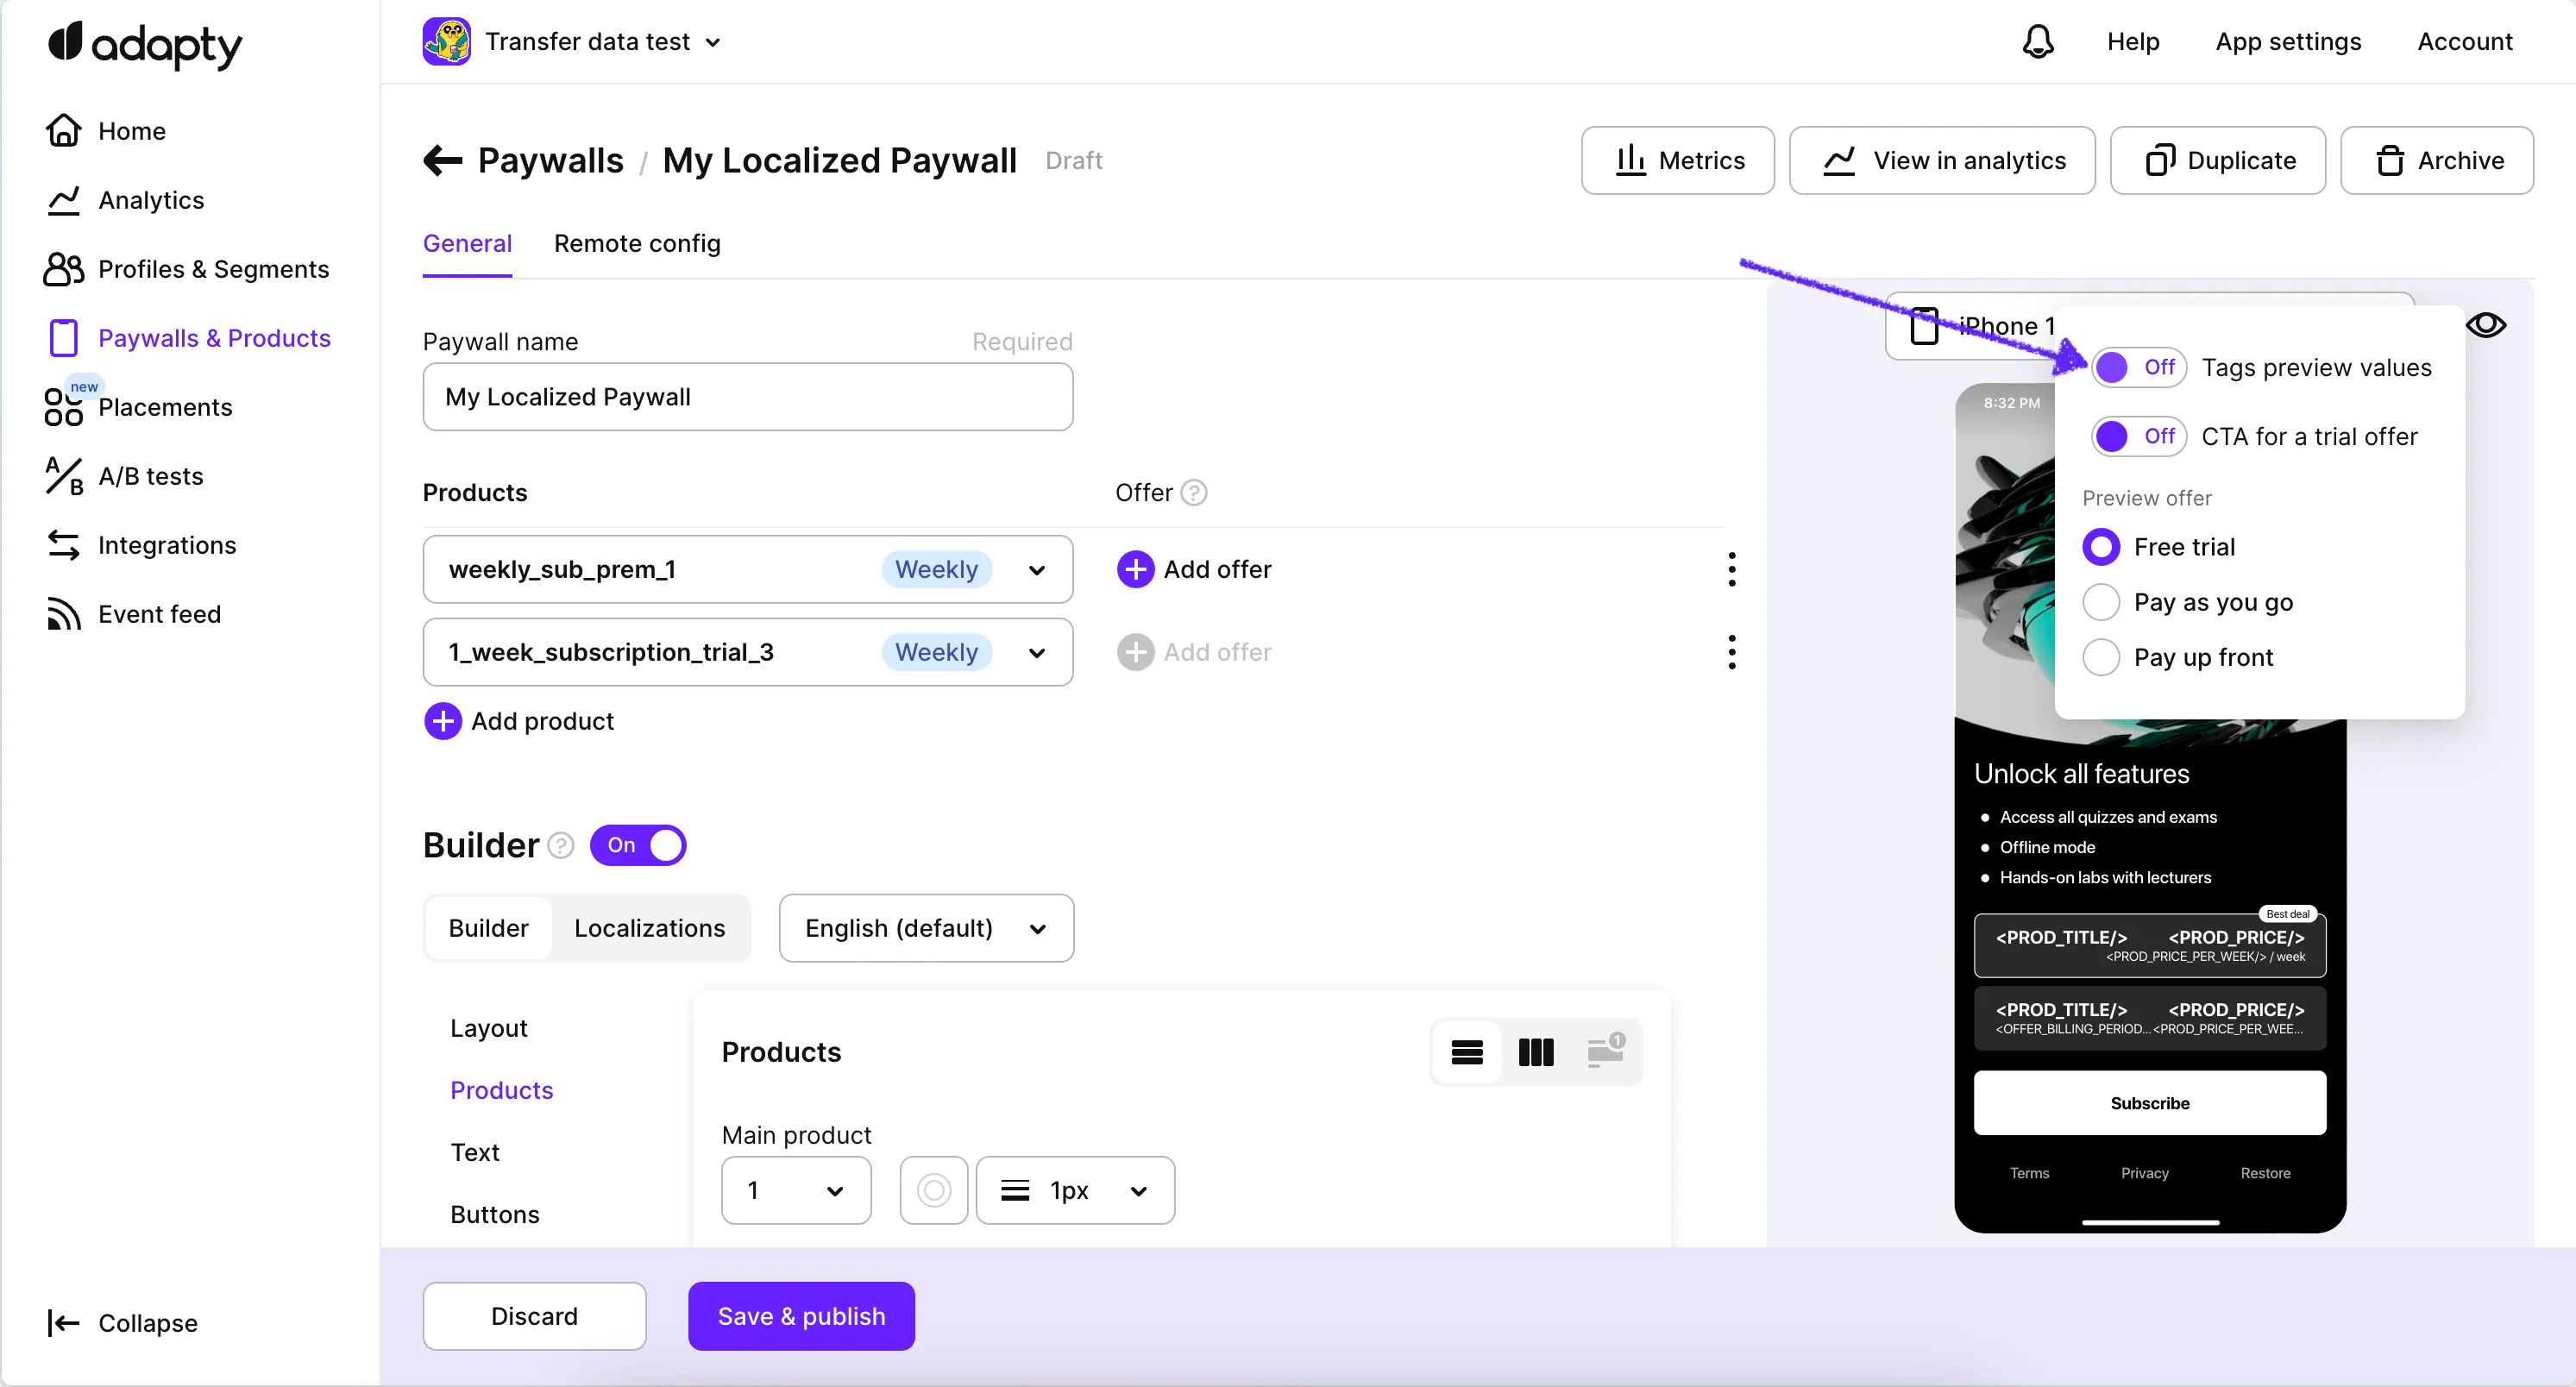 adapty
Transfer data test
Help
App settings
Account
Home
Analytics
Profiles & Segments
Paywalls & Products
new
Placements
A/B tests
Integrations
Event feed
Collapse
Paywalls / My Localized Paywall Draft
Metrics
View in analytics
Duplicate
Archive
General
Remote config
Paywall name
Required
My Localized Paywall
Products
Offer ?
weekly_sub_prem_1 Weekly
Add offer
1_week_subscription_trial_3 Weekly
Add offer
Add product
Builder ? On
Builder
Localizations
English (default)
Layout
Products
Text
Buttons
Products
1
Main product
1
1px
Discard
Save & publish
iPhone 1
Off Tags preview values
Off CTA for a trial offer
Preview offer
Free trial
Pay as you go
Pay up front
8:32 PM
Unlock all features
Access all quizzes and exams
Offline mode
Hands-on labs with lecturers
Best deal
<PROD_TITLE/> <PROD_PRICE/>
<PROD_PRICE_PER_WEEK/> / week
<PROD_TITLE/> <PROD_PRICE/>
<OFFER_BILLING_PERIOD... <PROD_PRICE_PER_WEE...
Subscribe
Terms
Privacy
Restore